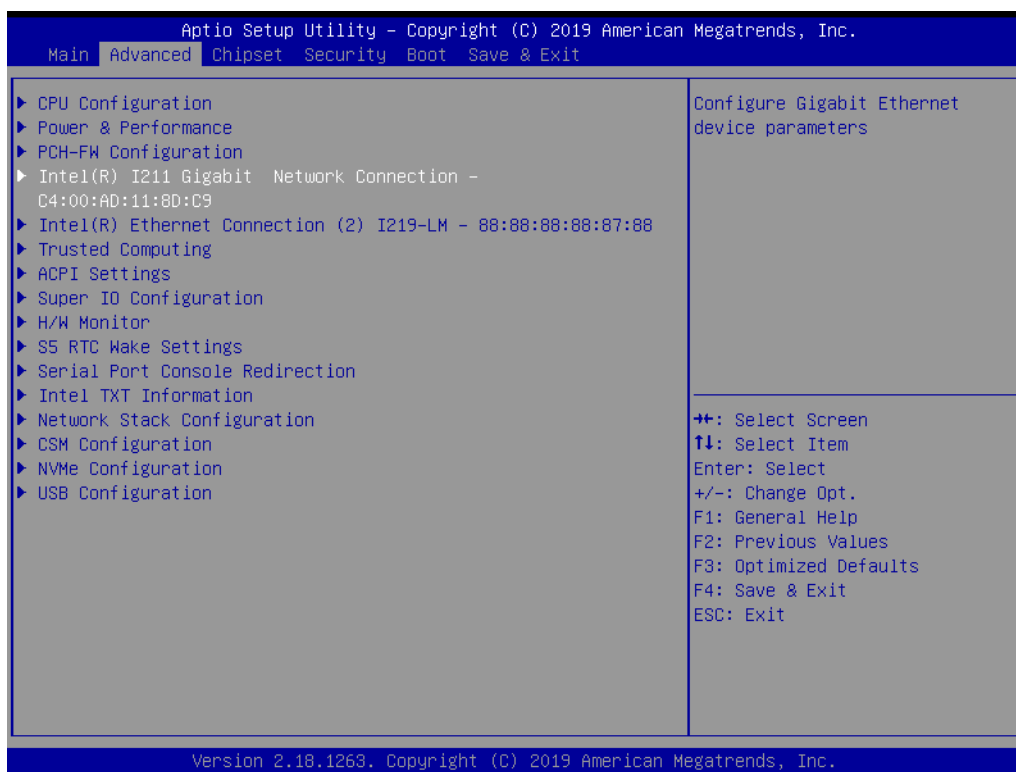 Aptio Setup Utility – Copyright (C) 2019 American Megatrends, Inc.
Main Advanced Chipset Security Boot Save & Exit
CPU Configuration
Power & Performance
PCH-FW Configuration
Intel(R) I211 Gigabit  Network Connection –
C4:00:AD:11:8D:C9
Intel(R) Ethernet Connection (2) I219-LM – 88:88:88:88:87:88
Trusted Computing
ACPI Settings
Super IO Configuration
H/W Monitor
S5 RTC Wake Settings
Serial Port Console Redirection
Intel TXT Information
Network Stack Configuration
CSM Configuration
NVMe Configuration
USB Configuration
Configure Gigabit Ethernet
device parameters
→←: Select Screen
↑↓: Select Item
Enter: Select
+/-: Change Opt.
F1: General Help
F2: Previous Values
F3: Optimized Defaults
F4: Save & Exit
ESC: Exit
Version 2.18.1263. Copyright (C) 2019 American Megatrends, Inc.